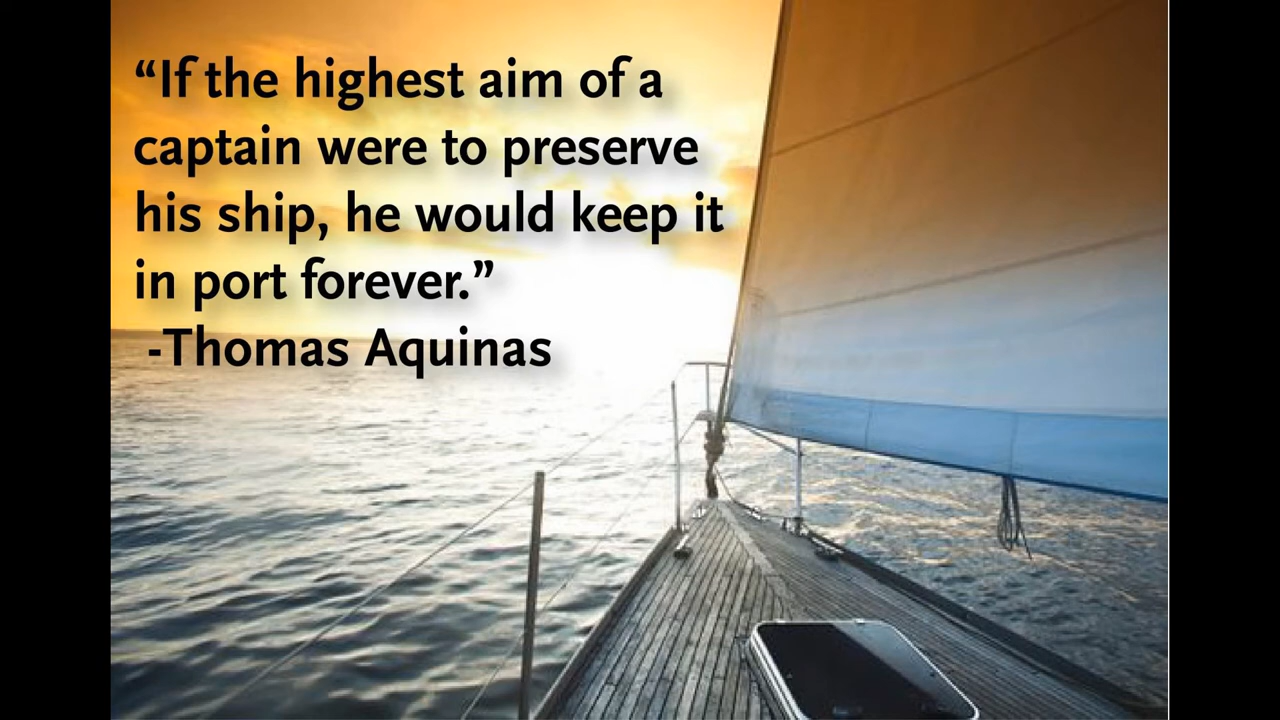 “If the highest aim of a
captain were to preserve
his ship, he would keep it
in port forever.”
-Thomas Aquinas